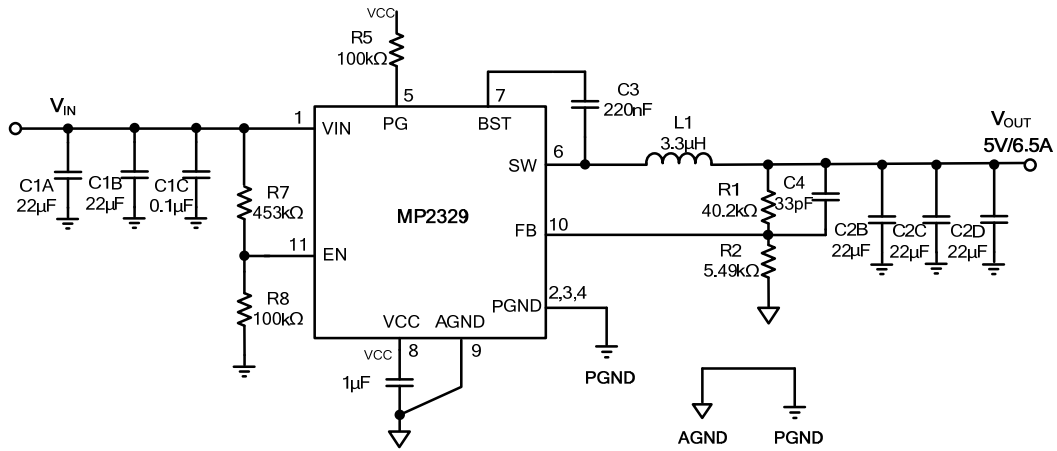 VCC
R5
100kΩ
5
7
C3
220nF
VIN
1
VIN
PG
BST
L1
3.3µH
VOUT
5V/6.5A
6
SW
C1A
22µF
C1B
22µF
C1C
0.1µF
R7
453kΩ
MP2329
R1
40.2kΩ
C4
33pF
FB
10
C2B
22µF
C2C
22µF
C2D
22µF
11
EN
R2
5.49kΩ
R8
100kΩ
PGND
2,3,4
VCC
AGND
VCC
8
9
1µF
PGND
AGND
PGND